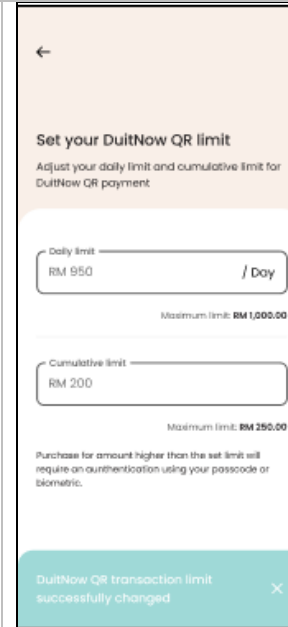 Set your DuitNow QR limit
Adjust your daily limit and cumulative limit for
DuitNow QR payment
Daily limit
RM 950 / Day
Maximum limit: RM 1,000.00
Cumulative limit
RM 200
Maximum limit: RM 250.00
Purchase for amount higher than the set limit will
require an aunthentication using your passcode or
biometric.
DuitNow QR transaction limit
successfully changed